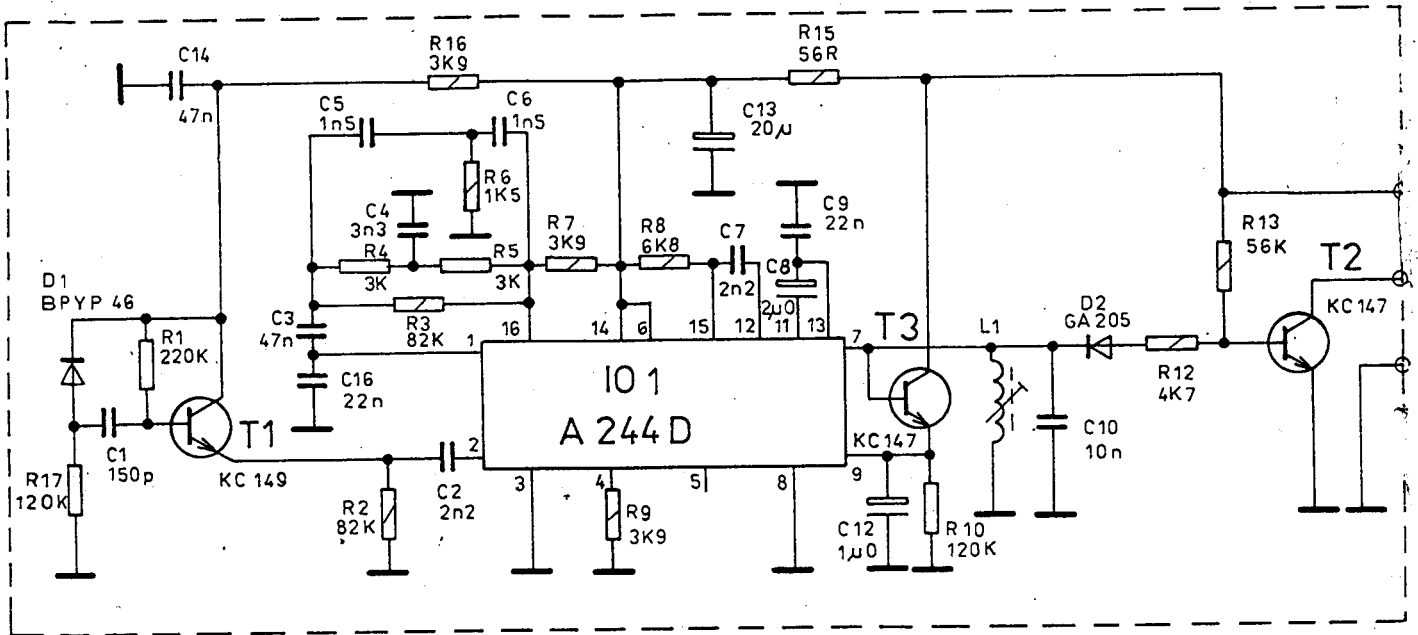 C14
47n
R16
3K9
R15
56R
C5
1n5
C6
1n5
C13
20µ
R6
1K5
C4
3n3
C9
22n
R4
3K
R5
3K
R7
3K9
R8
6K8
C7
2n2
C8
2µ0
R13
56K
T2
KC147
D1
BPYP 46
R1
220K
C3
47n
R3
82K
1
16
14
6
15
12
11
13
7
T3
L1
D2
GA 205
R12
4K7
C16
22n
IO 1
A 244 D
KC147
C10
10n
T1
KC 149
C1
150p
R17
120K
2
C2
2n2
R2
82K
3
4
5
8
9
R9
3K9
C12
1µ0
R10
120K